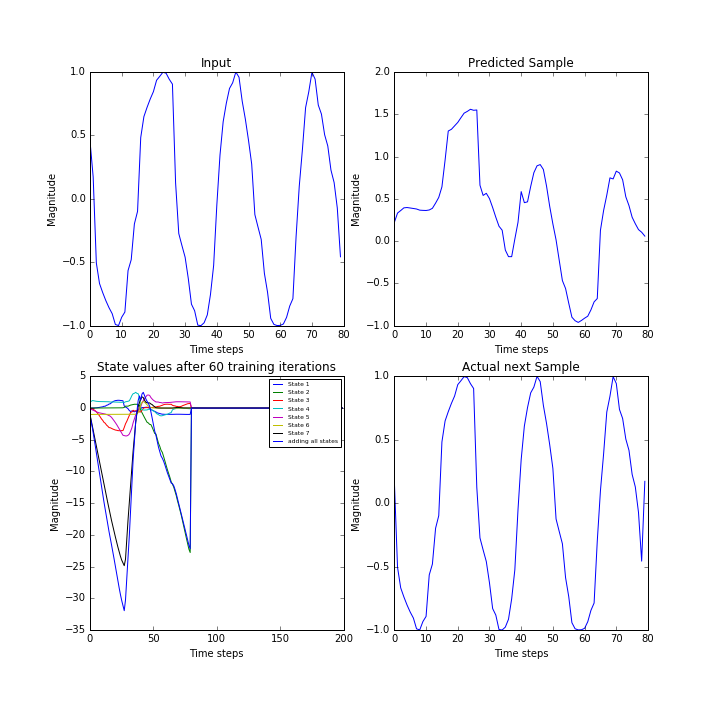 Input
Magnitude
1.0
0.5
0.0
−0.5
−1.0
0 10 20 30 40 50 60 70 80
Time steps
Predicted Sample
Magnitude
2.0
1.5
1.0
0.5
0.0
−0.5
−1.0
0 10 20 30 40 50 60 70 80
Time steps
State values after 60 training iterations
Magnitude
5
0
−5
−10
−15
−20
−25
−30
−35
0 50 100 150 200
Time steps
State 1
State 2
State 3
State 4
State 5
State 6
State 7
adding all states
Actual next Sample
Magnitude
1.0
0.5
0.0
−0.5
−1.0
0 10 20 30 40 50 60 70 80
Time steps